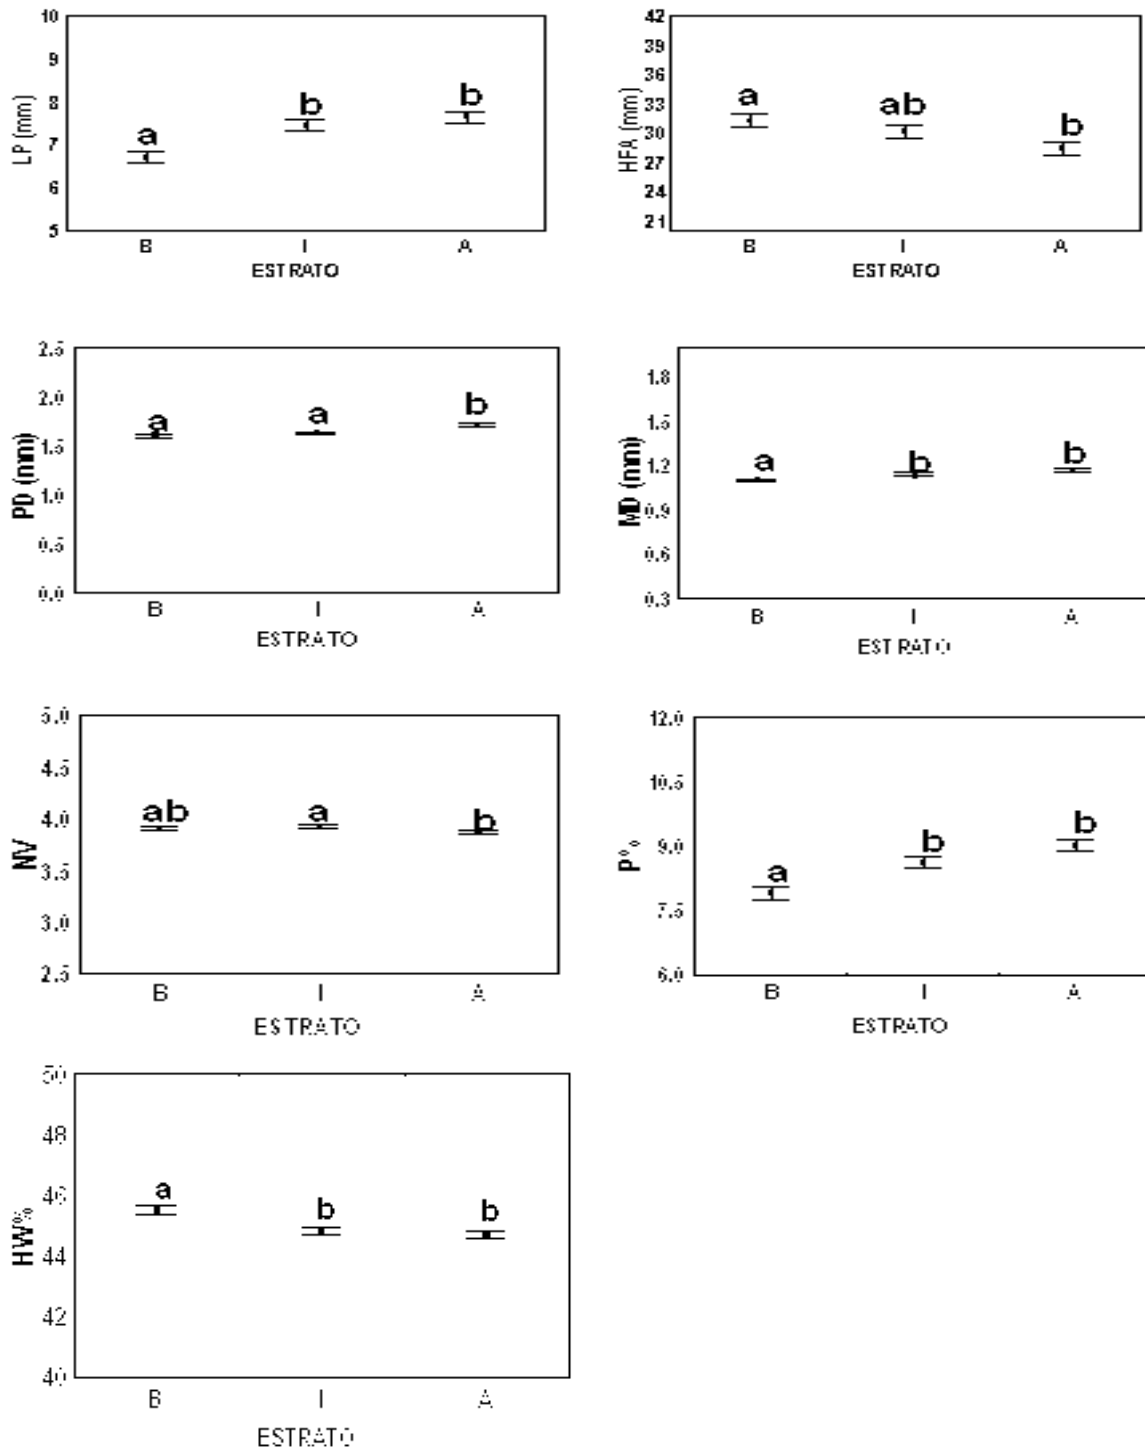 LP (mm)
10
9
8
7
6
5
a
b
b
B I A
ESTRATO
HFA (mm)
42
39
36
33
30
27
24
21
a
ab
b
B I A
ESTRATO
PD (mm)
2.5
2.0
1.5
1.0
0.5
0.0
a
a
b
B I A
ESTRATO
MD (mm)
1.8
1.5
1.2
0.9
0.6
0.3
a
b
b
B I A
ESTRATO
NV
5.0
4.5
4.0
3.5
3.0
2.5
ab
a
b
B I A
ESTRATO
P%
12.0
10.5
9.0
7.5
6.0
a
b
b
B I A
ESTRATO
HW%
50
48
46
44
42
40
a
b
b
B I A
ESTRATO